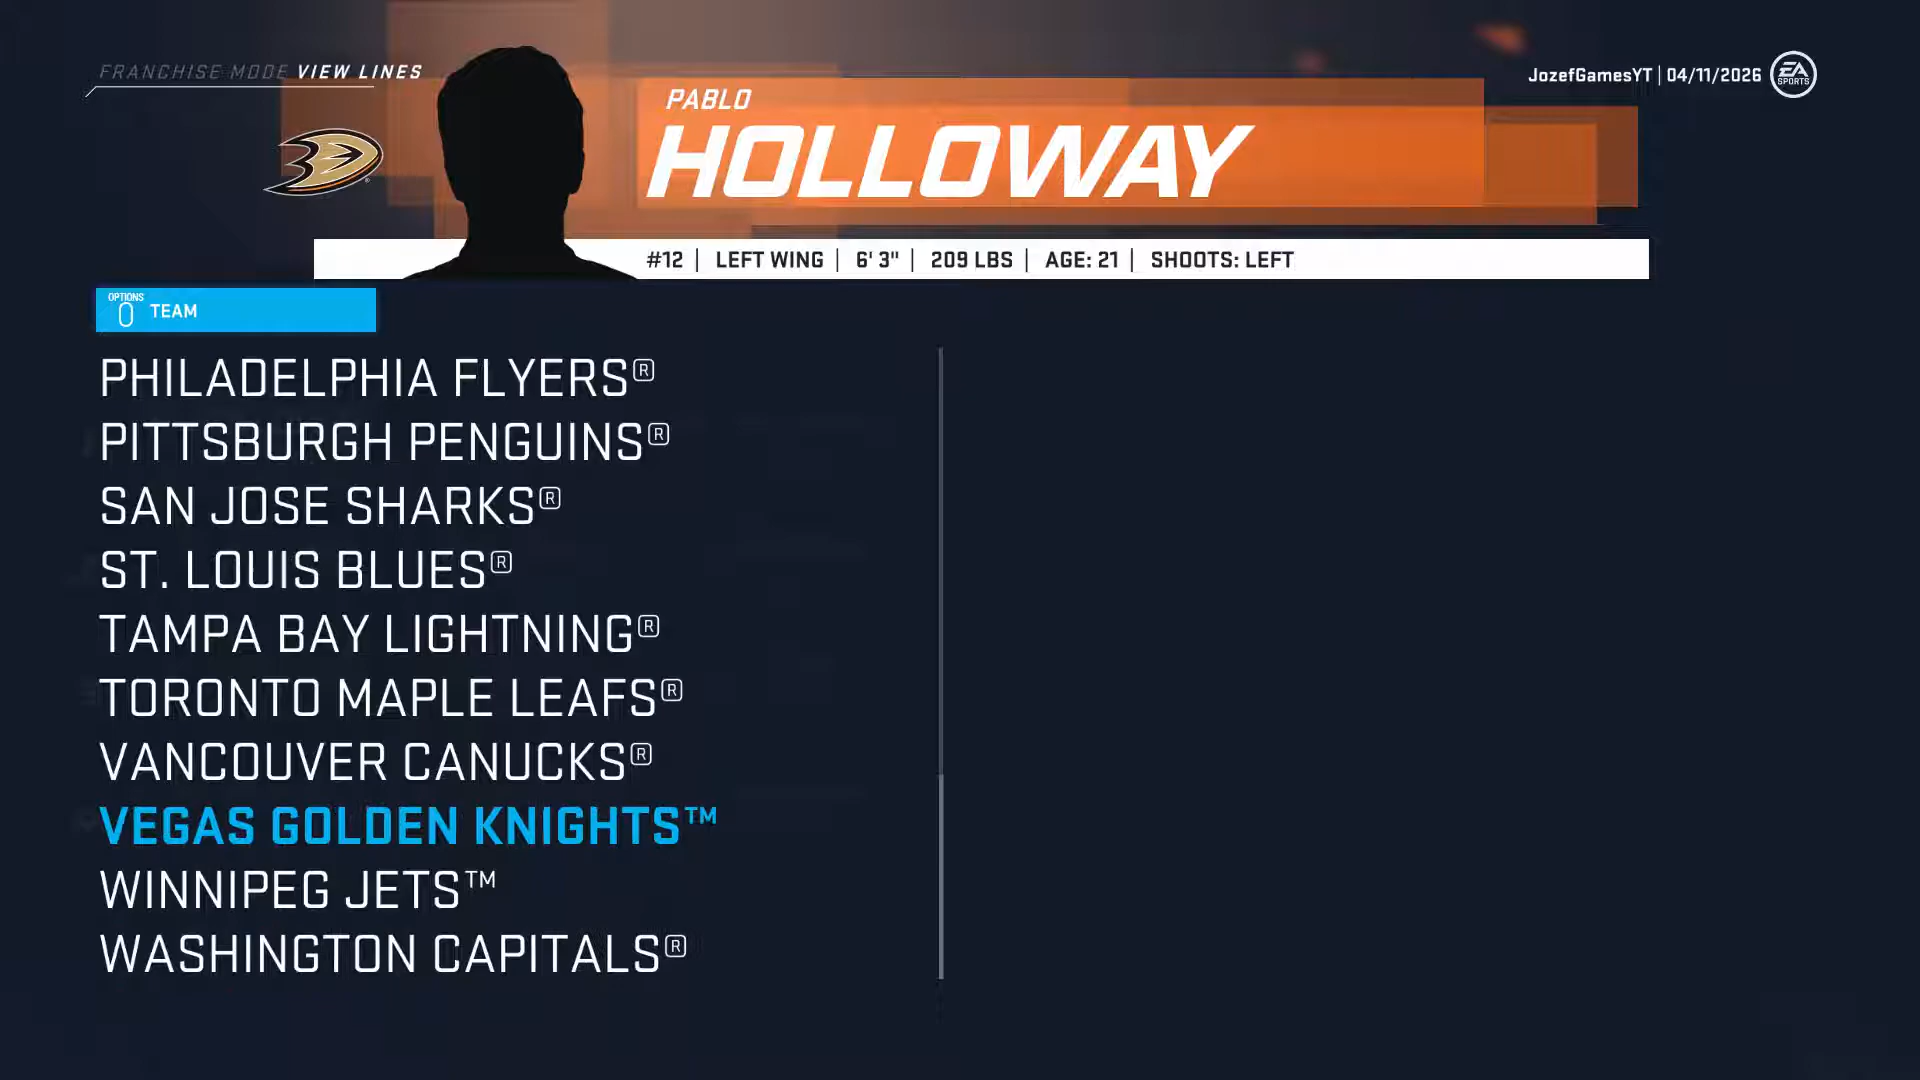 FRANCHISE MODE VIEW LINES
JozefGamesYT | 04/11/2026
EA SPORTS
PABLO
HOLLOWAY
#12 | LEFT WING | 6' 3" | 209 LBS | AGE: 21 | SHOOTS: LEFT
OPTIONS
TEAM
PHILADELPHIA FLYERS®
PITTSBURGH PENGUINS®
SAN JOSE SHARKS®
ST. LOUIS BLUES®
TAMPA BAY LIGHTNING®
TORONTO MAPLE LEAFS®
VANCOUVER CANUCKS®
VEGAS GOLDEN KNIGHTS™
WINNIPEG JETS™
WASHINGTON CAPITALS®